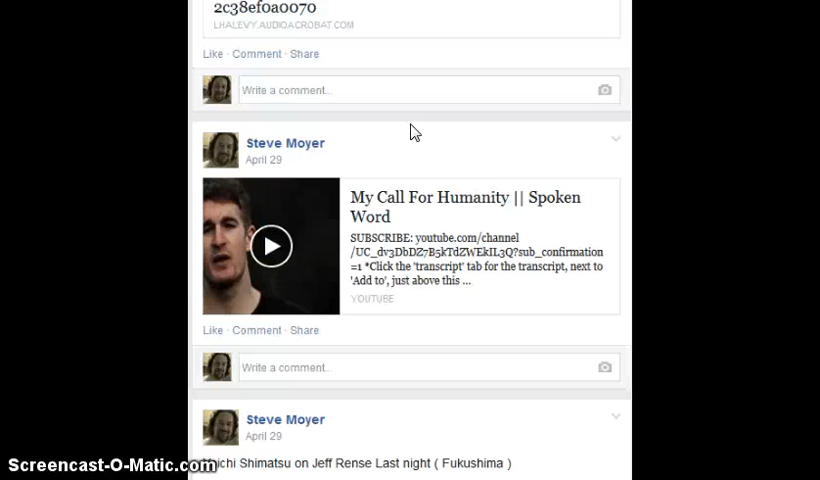 2c38ef0a0070
LHALEVY.AUDIOACROBAT.COM
Like · Comment · Share
Write a comment...
Steve Moyer
April 29
My Call For Humanity || Spoken
Word
SUBSCRIBE: youtube.com/channel
/UC_dv3DbDZ7B5kTdZWEkIL3Q?sub_confirmation
=1 *Click the 'transcript' tab for the transcript, next to
'Add to', just above this ...
YOUTUBE
Like · Comment · Share
Write a comment...
Steve Moyer
April 29
Shimatsu on Jeff Rense Last night ( Fukushima )
Screencast-O-Matic.com